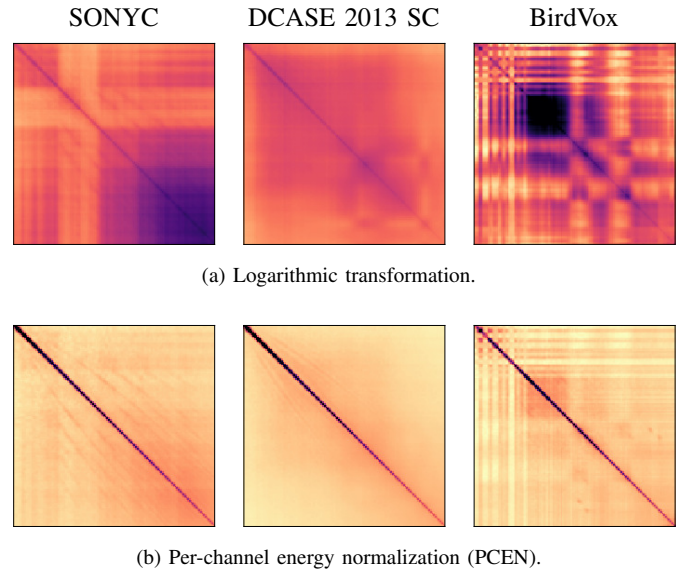 SONYC DCASE 2013 SC BirdVox
(a) Logarithmic transformation.
(b) Per-channel energy normalization (PCEN).